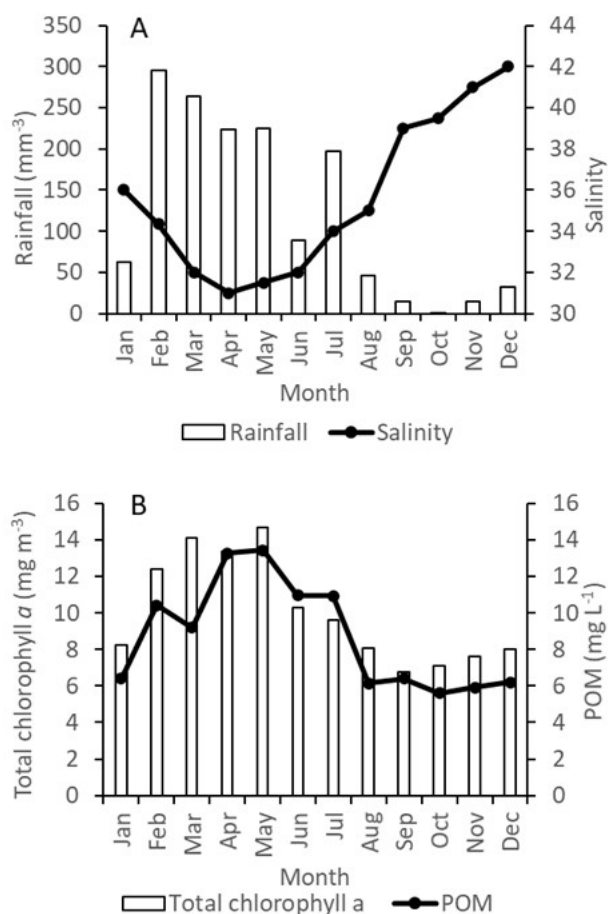 A
350
300
250
200
150
100
50
0
Rainfall (mm⁻³)
44
42
40
38
36
34
32
30
Salinity
Jan
Feb
Mar
Apr
May
Jun
Jul
Aug
Sep
Oct
Nov
Dec
Month
Rainfall Salinity
B
16
14
12
10
8
6
4
2
0
Total chlorophyll a (mg m⁻³)
16
14
12
10
8
6
4
2
0
POM (mg L⁻¹)
Jan
Feb
Mar
Apr
May
Jun
Jul
Aug
Sep
Oct
Nov
Dec
Month
Total chlorophyll a POM